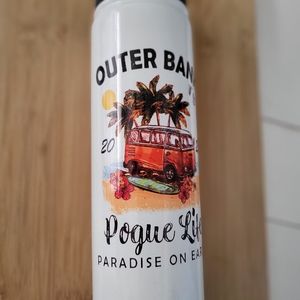 OUTER BAN
20
Pogue Lif
PARADISE ON EAR